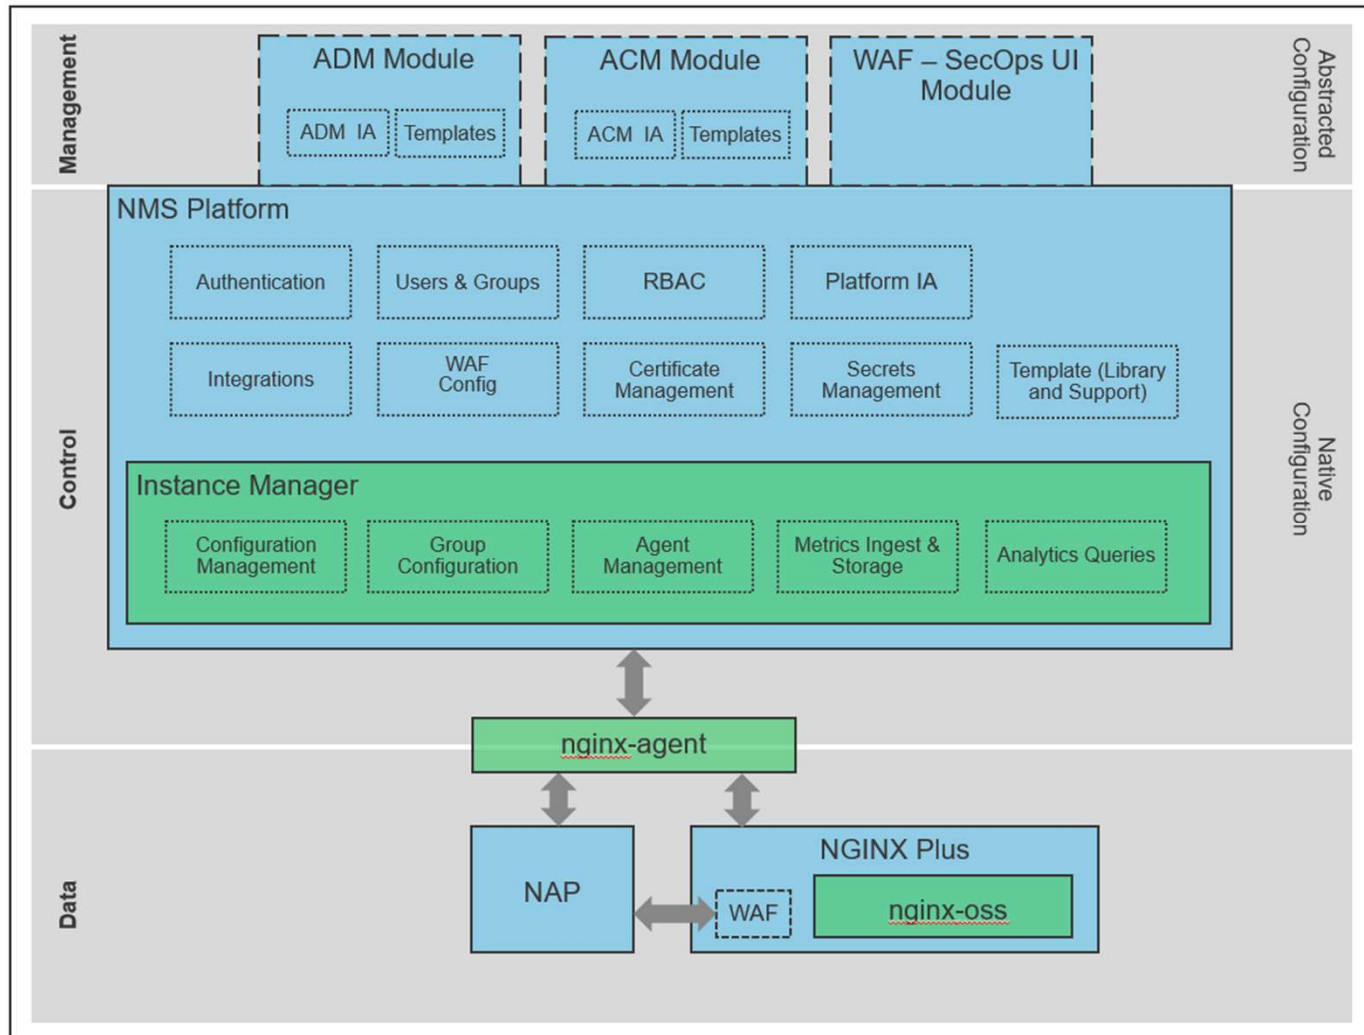 Management
ADM Module
ADM IA
Templates
ACM Module
ACM IA
Templates
WAF – SecOps UI
Module
Abstracted
Configuration
Control
NMS Platform
Authentication
Users & Groups
RBAC
Platform IA
Integrations
WAF
Config
Certificate
Management
Secrets
Management
Template (Library
and Support)
Native
Configuration
Instance Manager
Configuration
Management
Group
Configuration
Agent
Management
Metrics Ingest &
Storage
Analytics Queries
nginx-agent
Data
NAP
NGINX Plus
WAF
nginx-oss